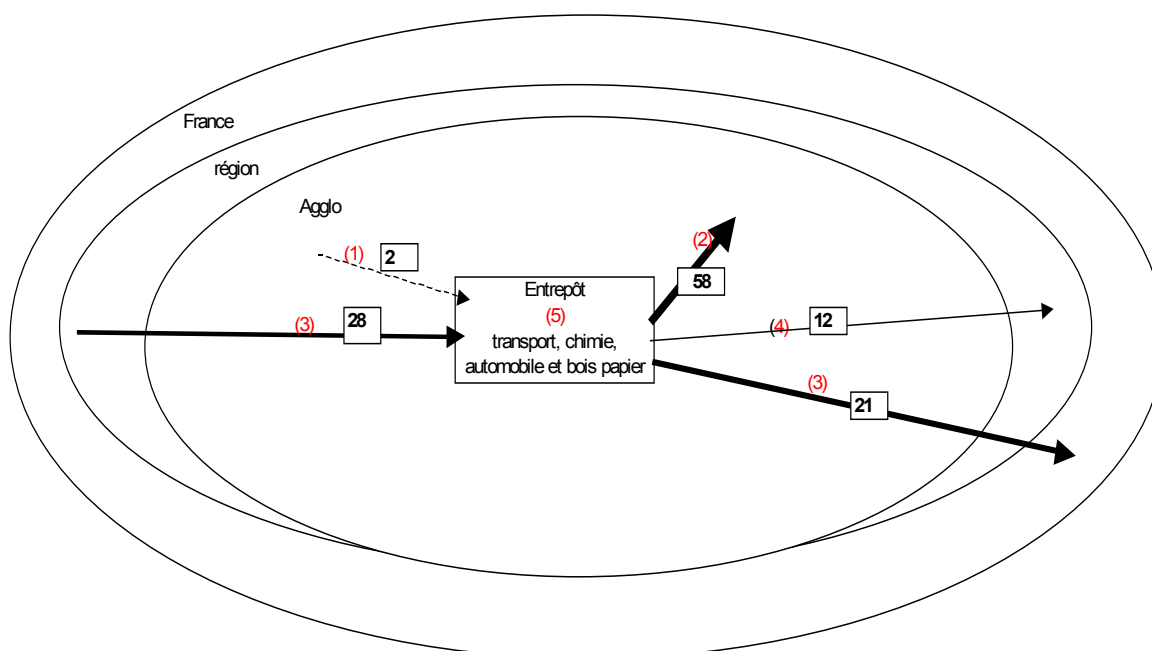 France
région
Agglo
(1) 2
(2)
58
Entrepôt
(5)
transport, chimie,
automobile et bois papier
(3) 28
(4) 12
(3)
21